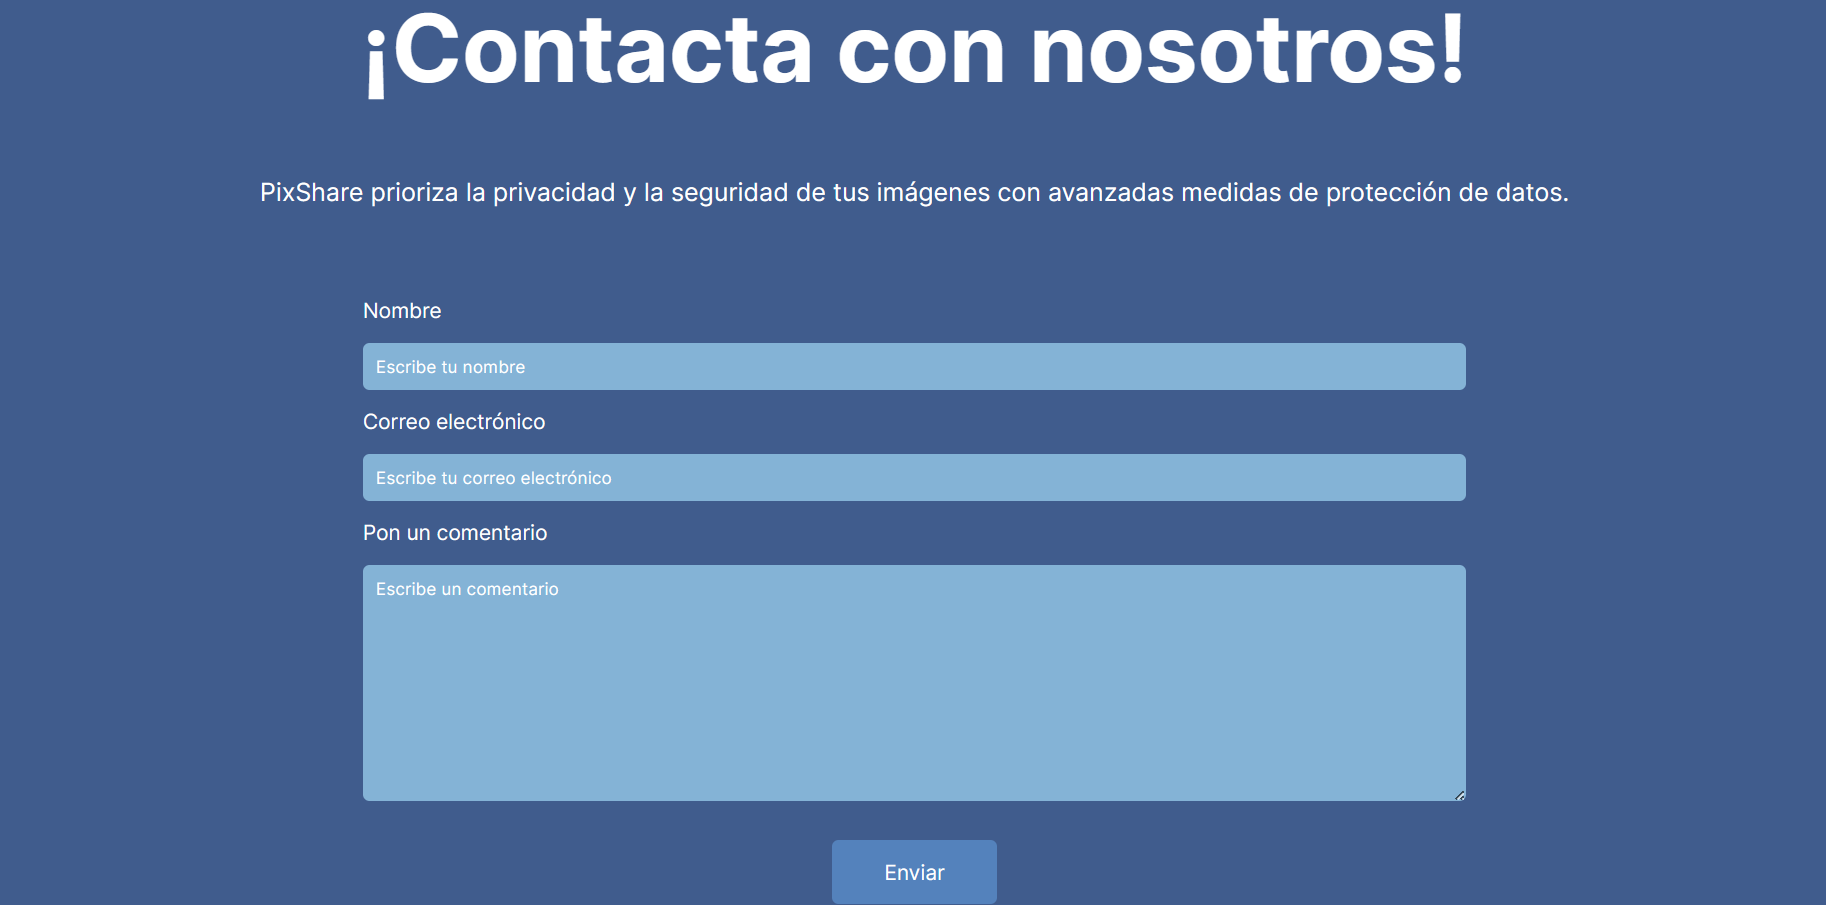 ¡Contacta con nosotros!
PixShare prioriza la privacidad y la seguridad de tus imágenes con avanzadas medidas de protección de datos.
Nombre
Escribe tu nombre
Correo electrónico
Escribe tu correo electrónico
Pon un comentario
Escribe un comentario
Enviar